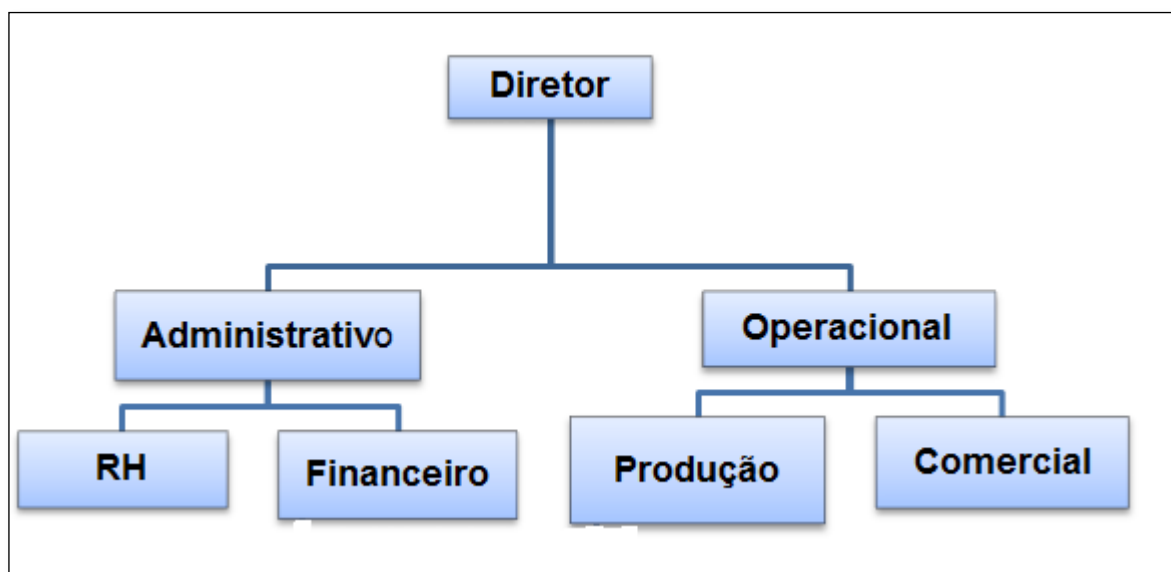 Diretor
Administrativo
Operacional
RH
Financeiro
Produção
Comercial